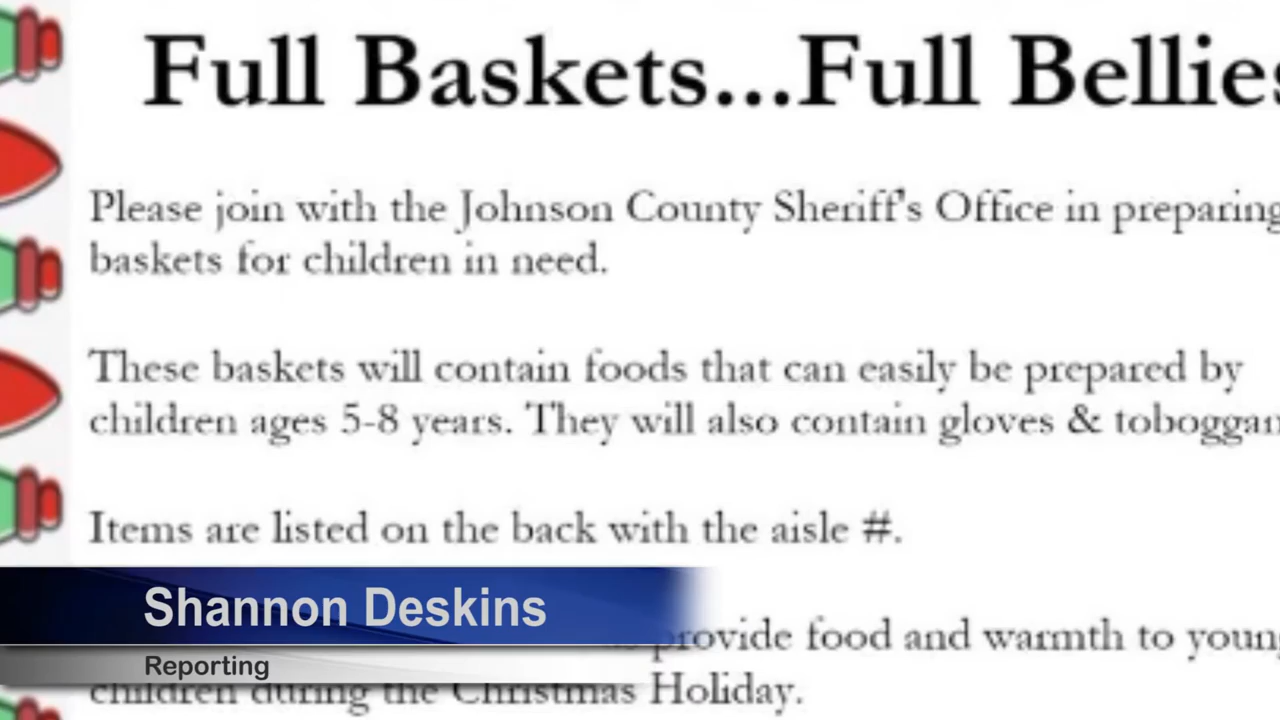 Full Baskets...Full Bellies
Please join with the Johnson County Sheriff's Office in preparing
baskets for children in need.
These baskets will contain foods that can easily be prepared by
children ages 5-8 years. They will also contain gloves & toboggan
Items are listed on the back with the aisle #.
provide food and warmth to young
children during the Christmas Holiday.
Shannon Deskins
Reporting